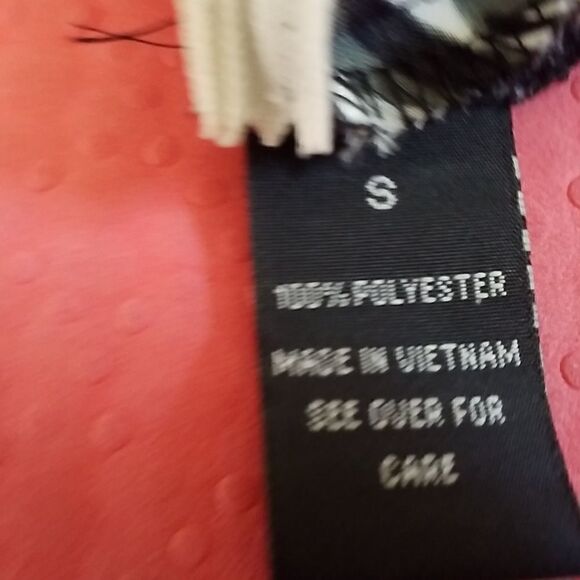 S
100% POLYESTER
MADE IN VIETNAM
SEE OVER FOR
CARE